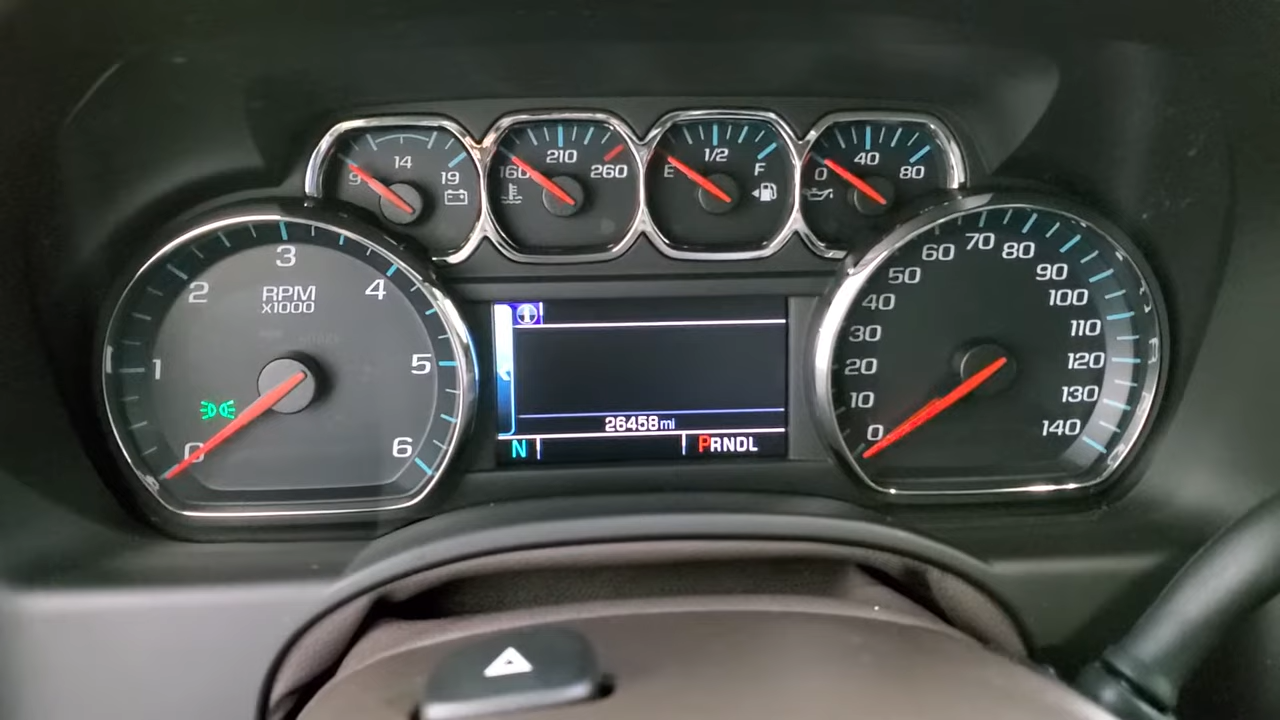 9 14 19
160 210 260
E 1/2 F
0 40 80
0 1 2 3 4 5 6
RPM
X1000
26458mi
N PRNDL
0 10 20 30 40 50 60 70 80 90 100 110 120 130 140